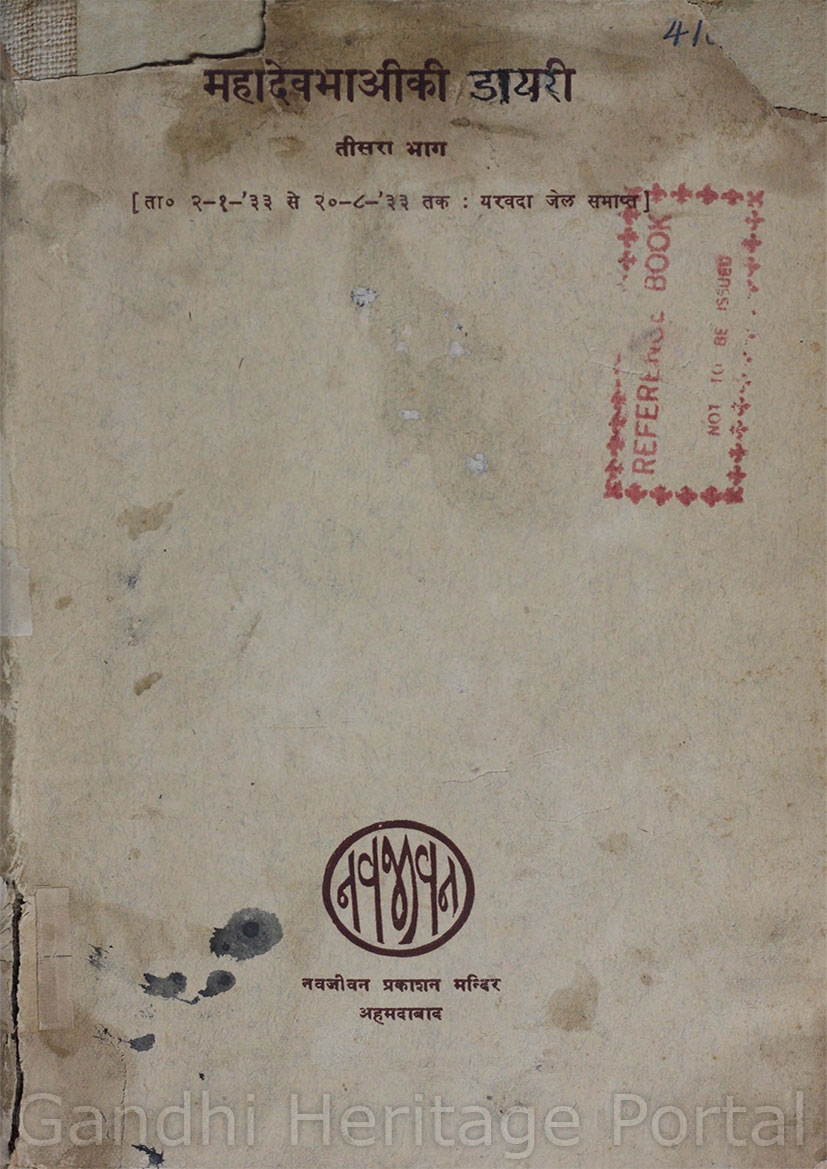 41
महादेवभाअीकी डायरी
तीसरा भाग
[ता० २–१–'३३ से २०–८–'३३ तक : यरवदा जेल समाप्त]
REFERENCE BOOK
NOT TO BE ISSUED
नवजीवन
नवजीवन प्रकाशन मन्दिर
अहमदाबाद
Gandhi Heritage Portal